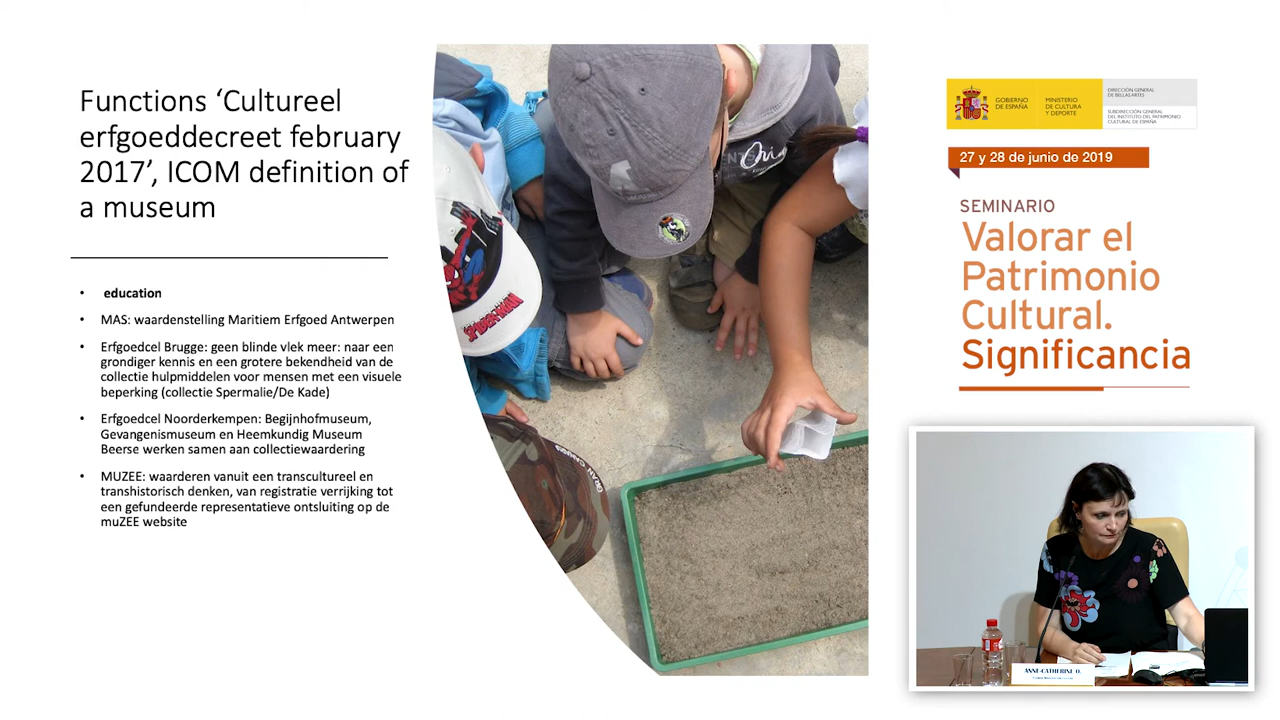 Functions ‘Cultureel
erfgoeddecreet february
2017’, ICOM definition of
a museum
• education
• MAS: waardenstelling Maritiem Erfgoed Antwerpen
• Erfgoedcel Brugge: geen blinde vlek meer: naar een
grondiger kennis en een grotere bekendheid van de
collectie hulpmiddelen voor mensen met een visuele
beperking (collectie Spermalie/De Kade)
• Erfgoedcel Noorderkempen: Begijnhofmuseum,
Gevangenismuseum en Heemkundig Museum
Beerse werken samen aan collectiewaardering
• MUZEE: waarderen vanuit een transcultureel en
transhistorisch denken, van registratie verrijking tot
een gefundeerde representatieve ontsluiting op de
muZEE website
SPIDER-MAN
GOBIERNO
DE ESPAÑA
MINISTERIO
DE CULTURA
Y DEPORTE
DIRECCIÓN GENERAL
DE BELLAS ARTES
SUBDIRECCIÓN GENERAL
DEL INSTITUTO DEL PATRIMONIO
CULTURAL DE ESPAÑA
27 y 28 de junio de 2019
SEMINARIO
Valorar el
Patrimonio
Cultural.
Significancia
ANNE-CATHERINE O.